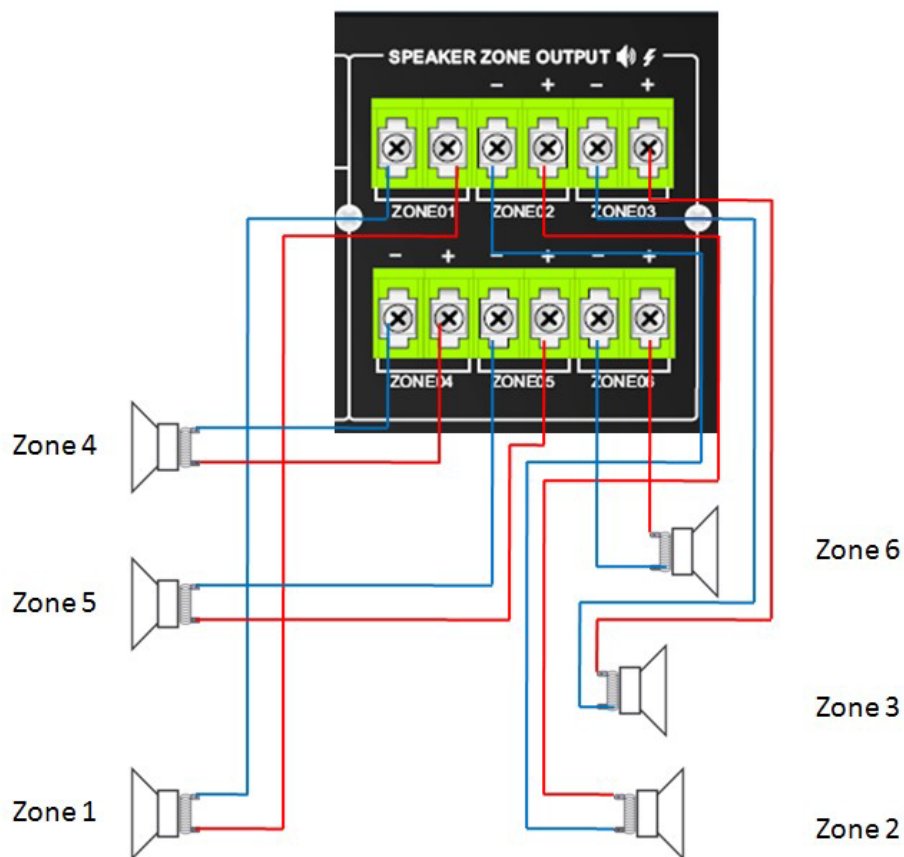 SPEAKER ZONE OUTPUT
− + − +
ZONE01 ZONE02 ZONE03
− + − + − +
ZONE04 ZONE05 ZONE06
Zone 4
Zone 6
Zone 5
Zone 3
Zone 1
Zone 2